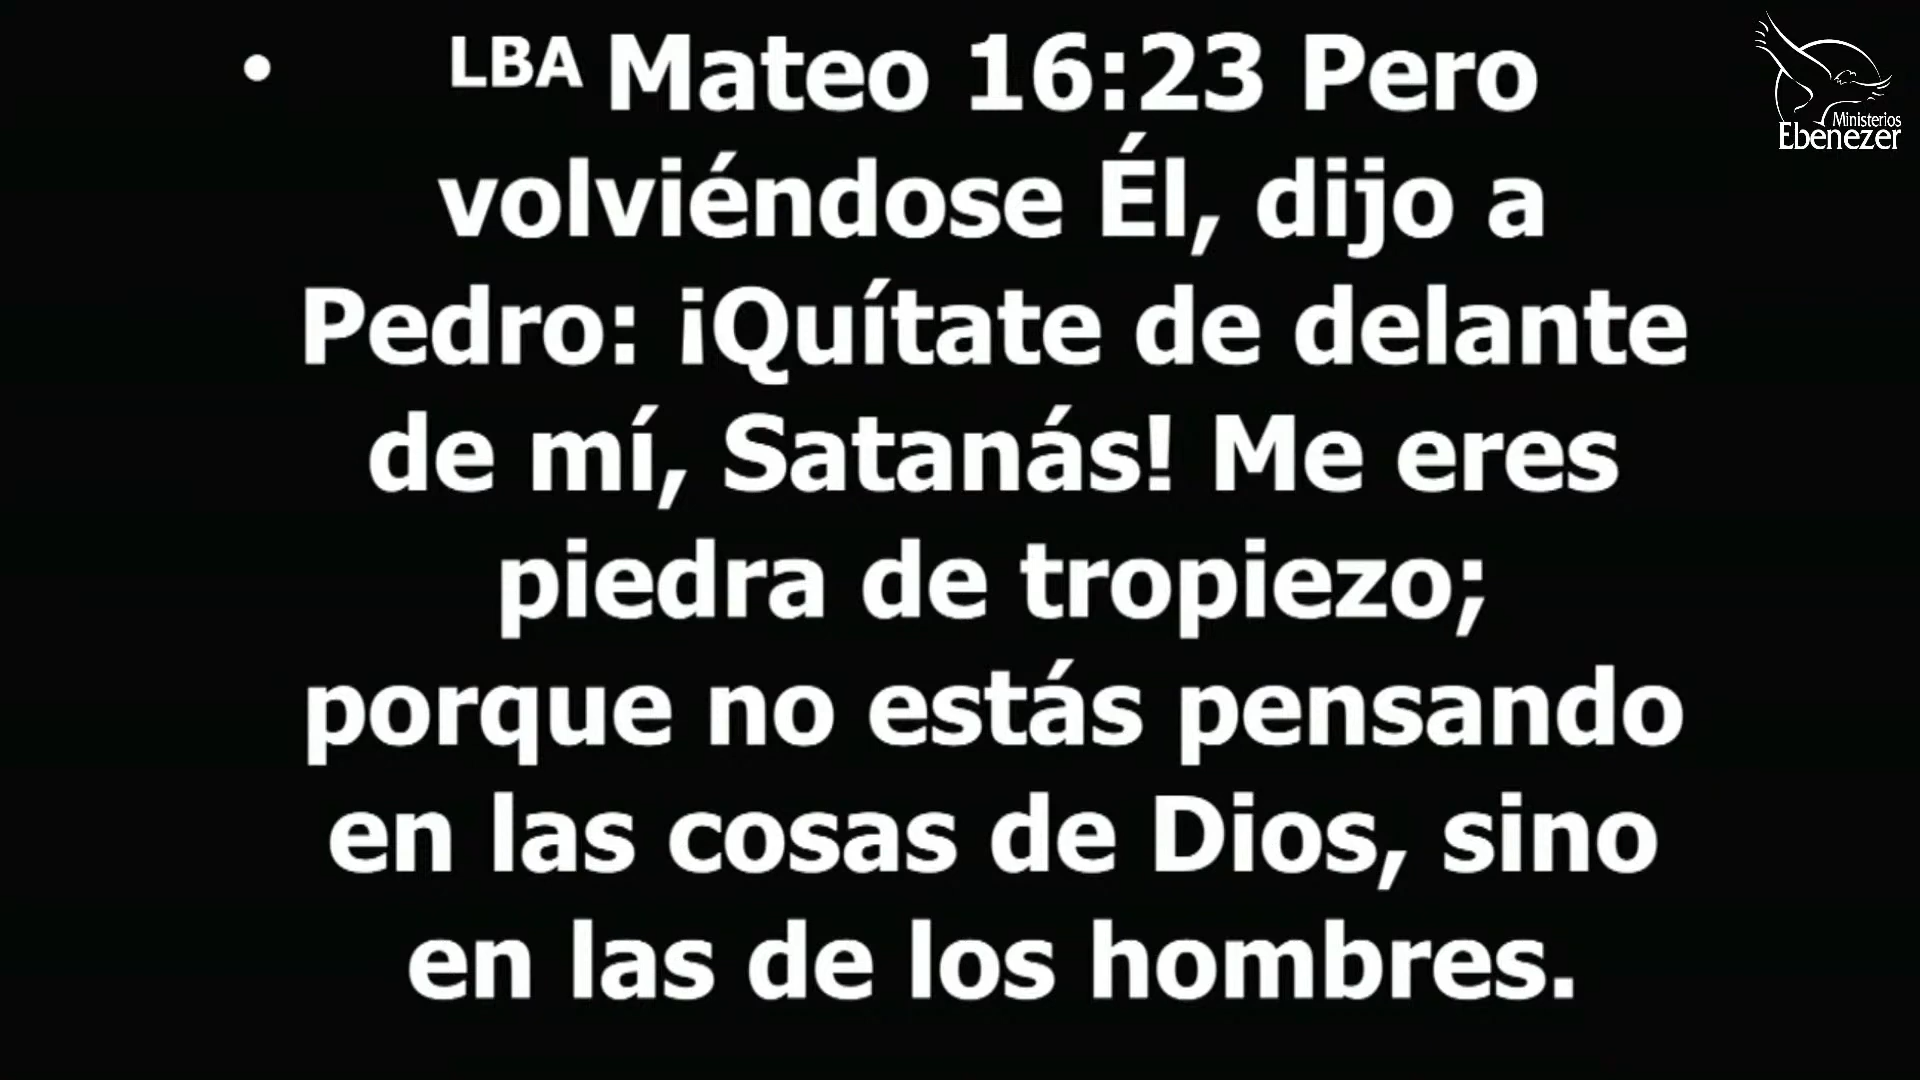 • LBA Mateo 16:23 Pero
volviéndose Él, dijo a
Pedro: ¡Quítate de delante
de mí, Satanás! Me eres
piedra de tropiezo;
porque no estás pensando
en las cosas de Dios, sino
en las de los hombres.
Ministerios
Ebenezer